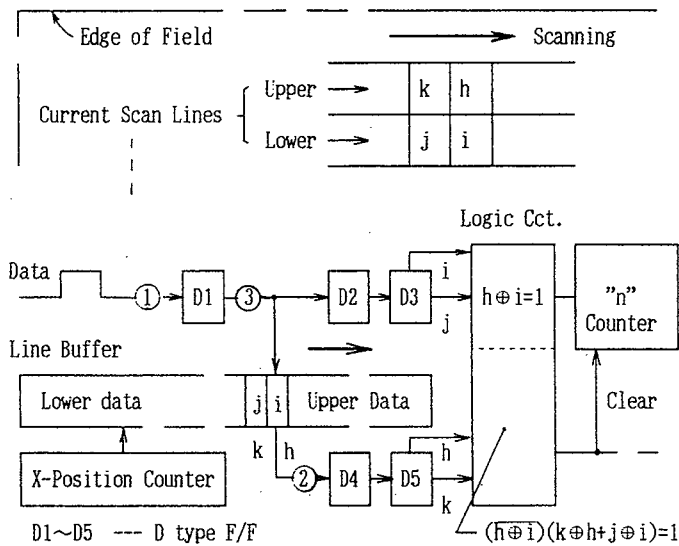 Edge of Field
Scanning
Upper
k h
Current Scan Lines
Lower
j i
Logic Cct.
Data
1
D1
3
D2
D3
i
j
h⊕i=1
"n"
Counter
Line Buffer
Lower data
j i
Upper Data
Clear
k h
X-Position Counter
2
D4
D5
h
k
D1~D5 --- D type F/F
(\overline{h⊕i})(k⊕h+j⊕i)=1